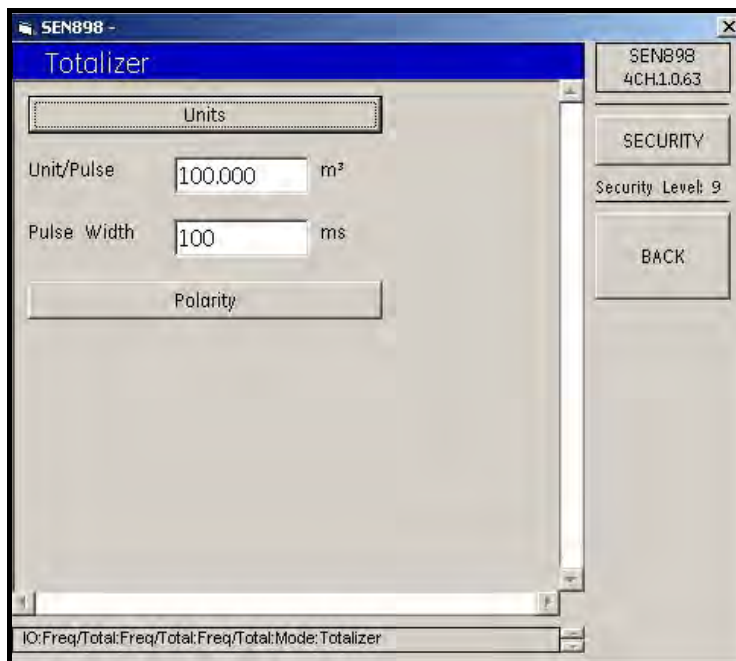 SEN898 -
Totalizer
Units
Unit/Pulse 100.000 m³
Pulse Width 100 ms
Polarity
SEN898
4CH.1.0.63
SECURITY
Security Level: 9
BACK
IO:Freq/Total:Freq/Total:Freq/Total:Mode:Totalizer